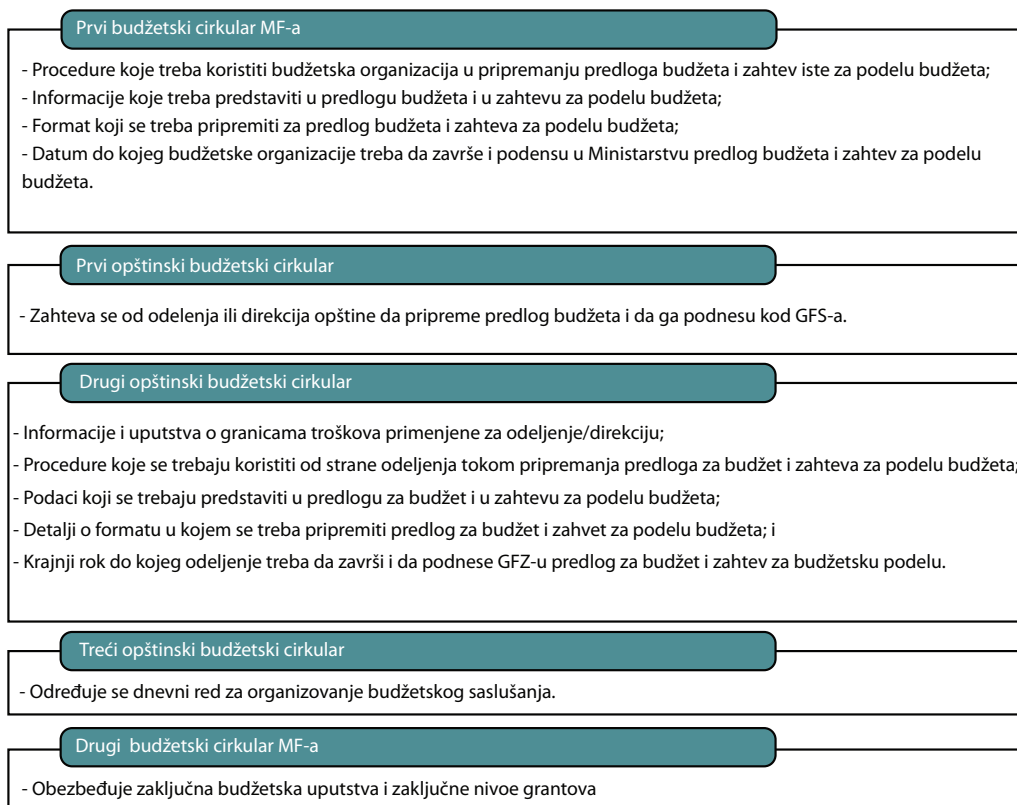 Prvi budžetski cirkular MF-a
- Procedure koje treba koristiti budžetska organizacija u pripremanju predloga budžeta i zahtev iste za podelu budžeta;
- Informacije koje treba predstaviti u predlogu budžeta i u zahtevu za podelu budžeta;
- Format koji se treba pripremiti za predlog budžeta i zahteva za podelu budžeta;
- Datum do kojeg budžetske organizacije treba da završe i podensu u Ministarstvu predlog budžeta i zahtev za podelu
budžeta.
Prvi opštinski budžetski cirkular
- Zahteva se od odelenja ili direkcija opštine da pripreme predlog budžeta i da ga podnesu kod GFS-a.
Drugi opštinski budžetski cirkular
- Informacije i uputstva o granicama troškova primenjene za odeljenje/direkciju;
- Procedure koje se trebaju koristiti od strane odeljenja tokom pripremanja predloga za budžet i zahteva za podelu budžeta;
- Podaci koji se trebaju predstaviti u predlogu za budžet i u zahtevu za podelu budžeta;
- Detalji o formatu u kojem se treba pripremiti predlog za budžet i zahvet za podelu budžeta; i
- Krajnji rok do kojeg odeljenje treba da završi i da podnese GFZ-u predlog za budžet i zahtev za budžetsku podelu.
Treći opštinski budžetski cirkular
- Određuje se dnevni red za organizovanje budžetskog saslušanja.
Drugi budžetski cirkular MF-a
- Obezbeđuje zaključna budžetska uputstva i zaključne nivoe grantova